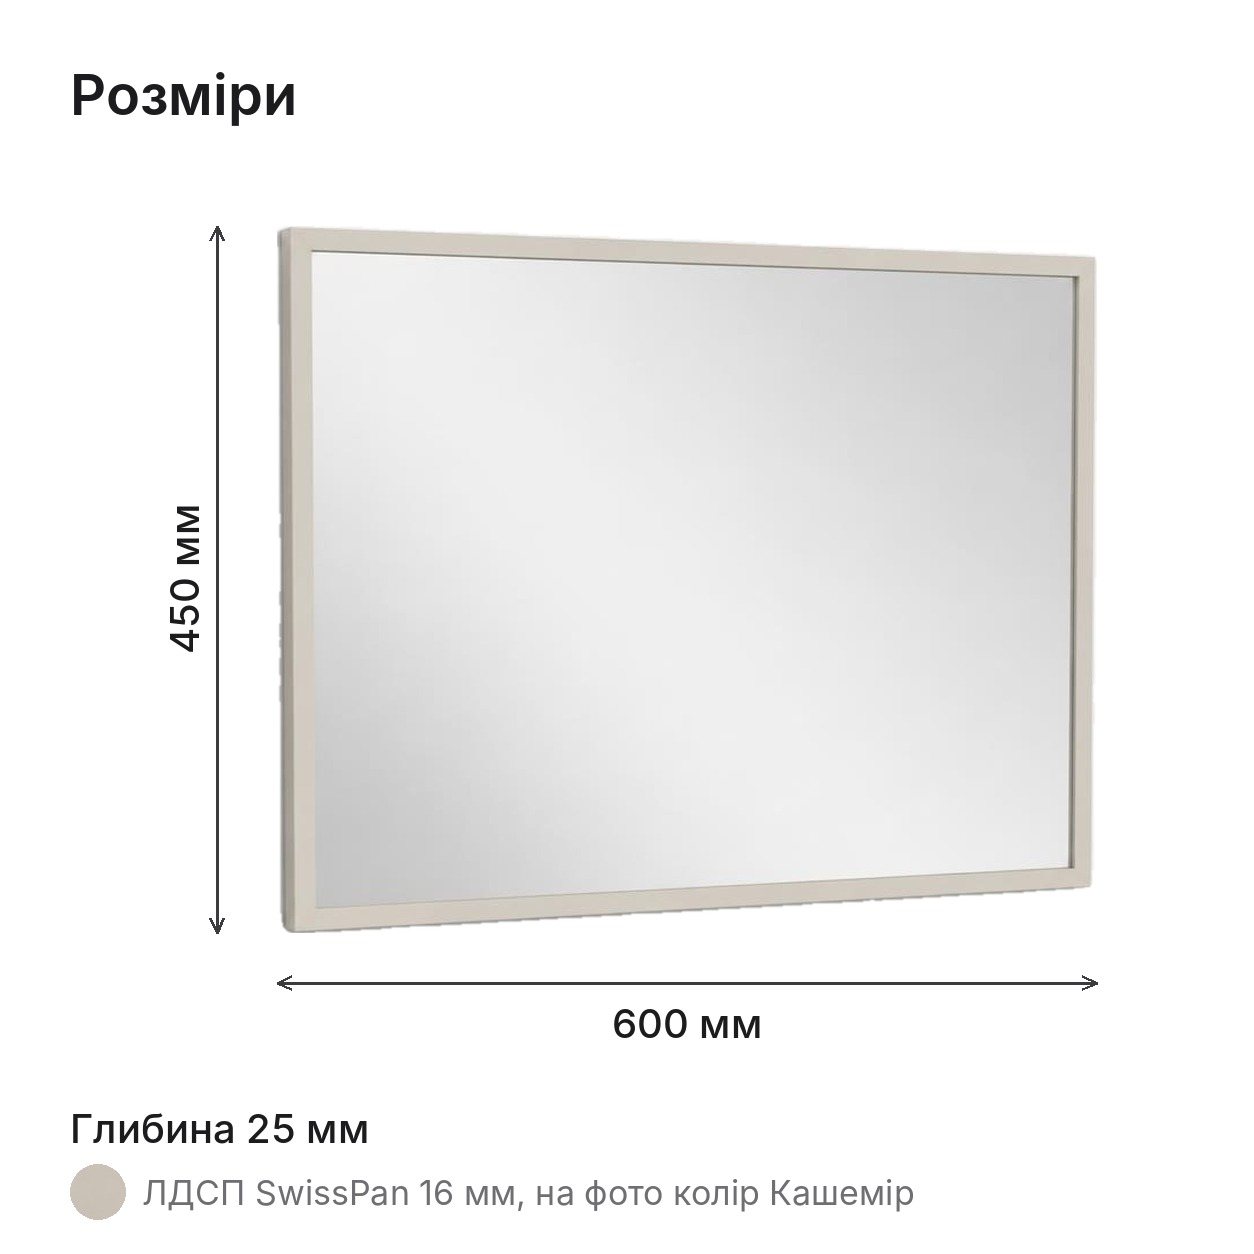 Розміри
450 мм
600 мм
Глибина 25 мм
ЛДСП SwissPan 16 мм, на фото колір Кашемір